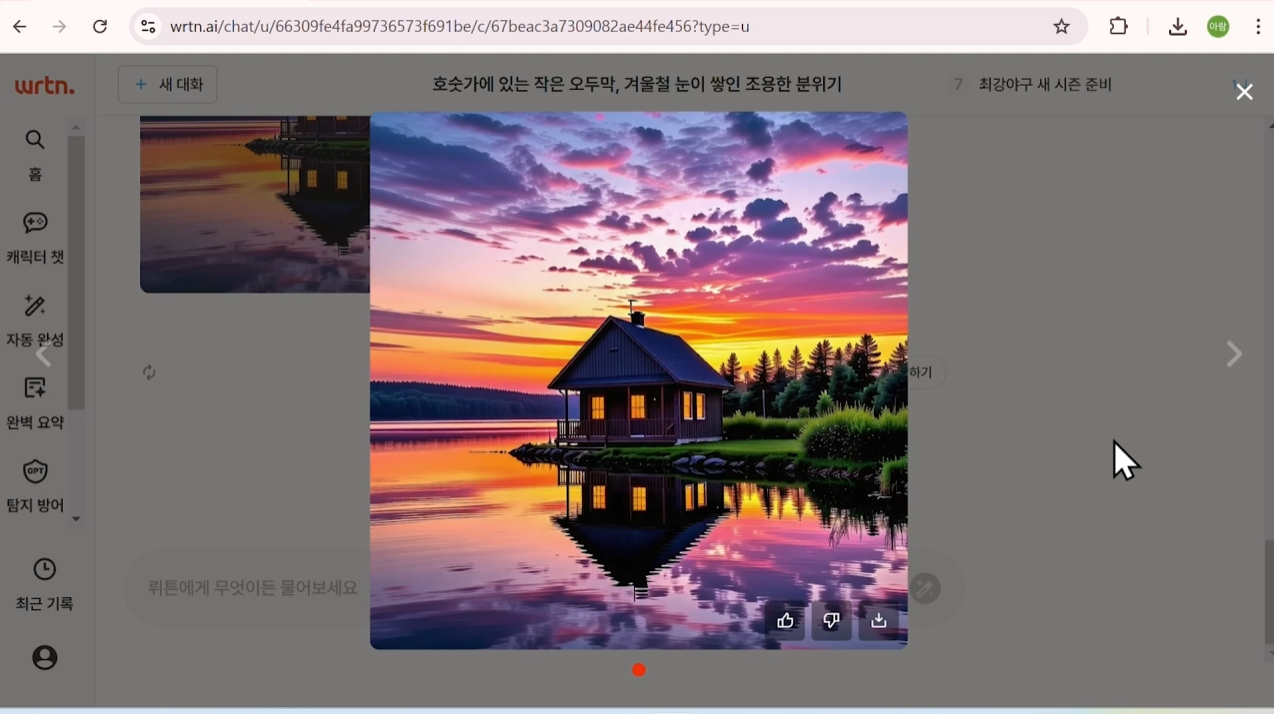 wrtn.ai/chat/u/66309fe4fa99736573f691be/c/67beac3a7309082ae44fe456?type=u
아람
wrtn.
+ 새 대화
호숫가에 있는 작은 오두막, 겨울철 눈이 쌓인 조용한 분위기
7 최강야구 새 시즌 준비
홈
캐릭터 챗
자동 완성
하기
완벽 요약
GPT
탐지 방어
뤼튼에게 무엇이든 물어보세요
최근 기록